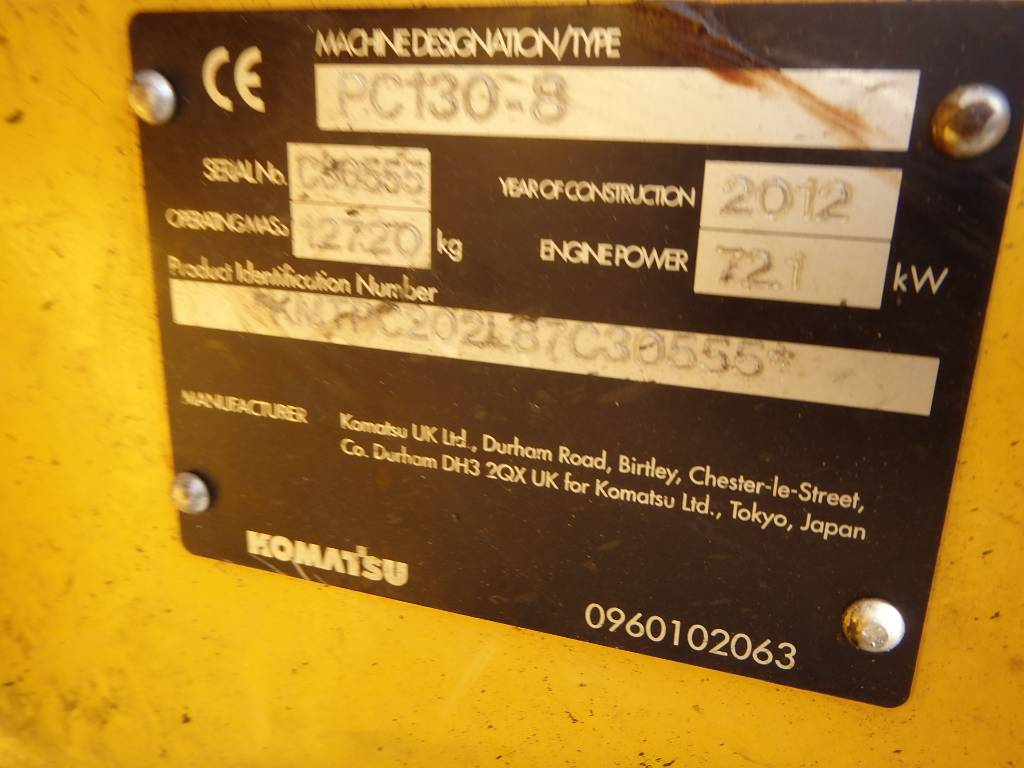 CE
MACHINE DESIGNATION/TYPE
PC130-8
SERIAL No. C30555
YEAR OF CONSTRUCTION 2012
OPERATING MASS 12720 kg
ENGINE POWER 72.1 kW
Product Identification Number
*KMTPC202L87C30555*
MANUFACTURER
Komatsu UK Ltd., Durham Road, Birtley, Chester-le-Street,
Co. Durham DH3 2QX UK for Komatsu Ltd., Tokyo, Japan
KOMATSU
0960102063